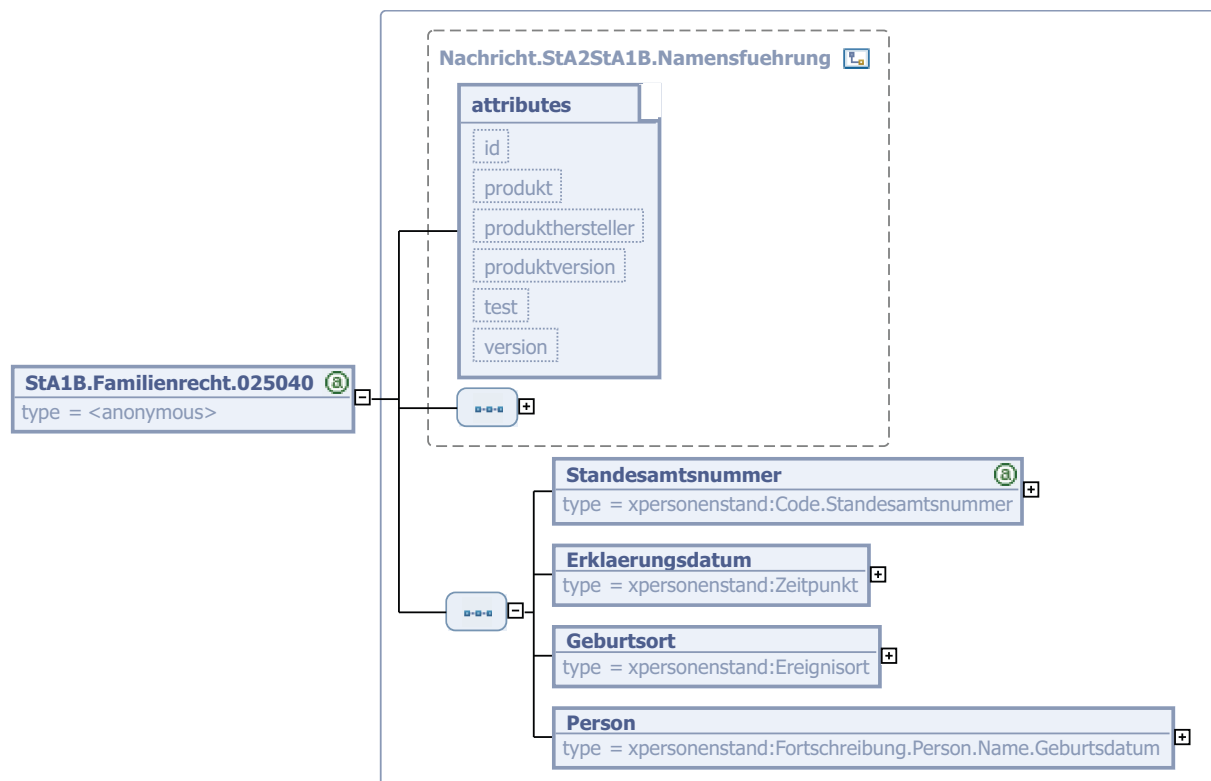 Nachricht.StA2StA1B.Namensfuehrung
attributes
id
produkt
produkthersteller
produktversion
test
version
StA1B.Familienrecht.025040
type = <anonymous>
Standesamtsnummer
type = xpersonenstand:Code.Standesamtsnummer
Erklaerungsdatum
type = xpersonenstand:Zeitpunkt
Geburtsort
type = xpersonenstand:Ereignisort
Person
type = xpersonenstand:Fortschreibung.Person.Name.Geburtsdatum